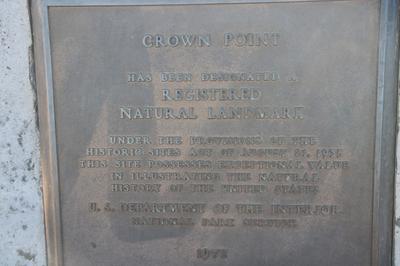 CROWN POINT
HAS BEEN DESIGNATED A
REGISTERED
NATURAL LANDMARK
UNDER THE PROVISIONS OF THE
HISTORIC SITES ACT OF AUGUST 21, 1935
THIS SITE POSSESSES EXCEPTIONAL VALUE
IN ILLUSTRATING THE NATURAL
HISTORY OF THE UNITED STATES
U. S. DEPARTMENT OF THE INTERIOR
NATIONAL PARK SERVICE
1972